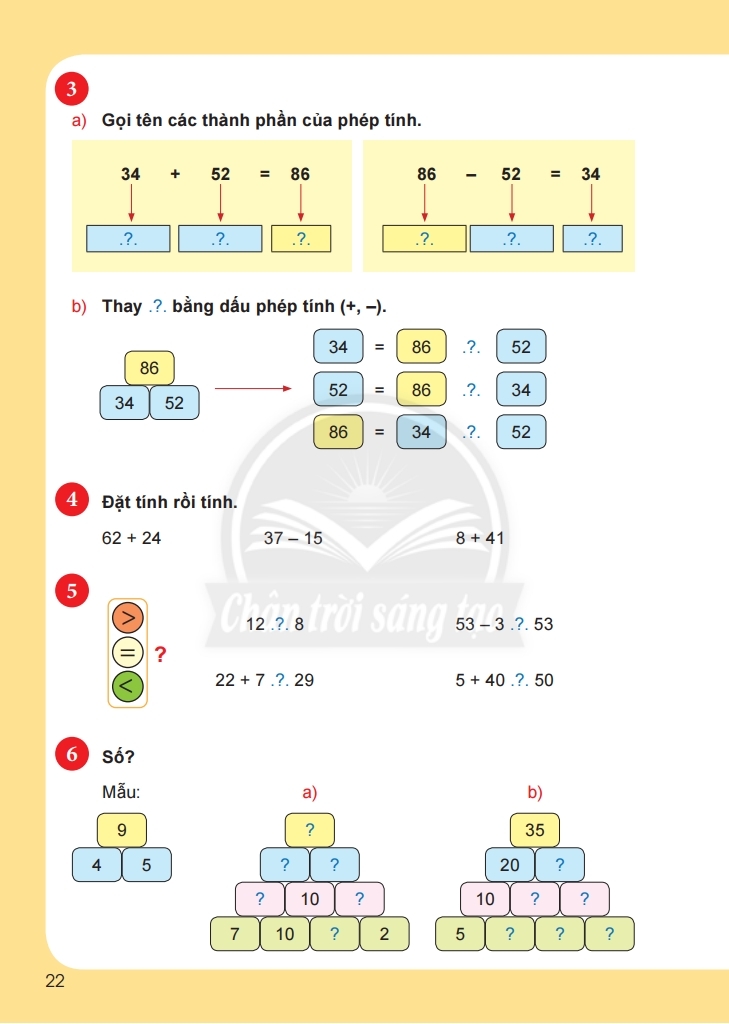 3
a) Gọi tên các thành phần của phép tính.
34 + 52 = 86
.?. .?. .?.
86 – 52 = 34
.?. .?. .?.
b) Thay .?. bằng dấu phép tính (+, –).
86
34 52
34 = 86 .?. 52
52 = 86 .?. 34
86 = 34 .?. 52
4 Đặt tính rồi tính.
62 + 24 37 – 15 8 + 41
5
>
=
<
?
12 .?. 8 53 – 3 .?. 53
22 + 7 .?. 29 5 + 40 .?. 50
Chân trời sáng tạo
6 Số?
Mẫu:
9
4 5
a)
?
? ?
? 10 ?
7 10 ? 2
b)
35
20 ?
10 ? ?
5 ? ? ?
22